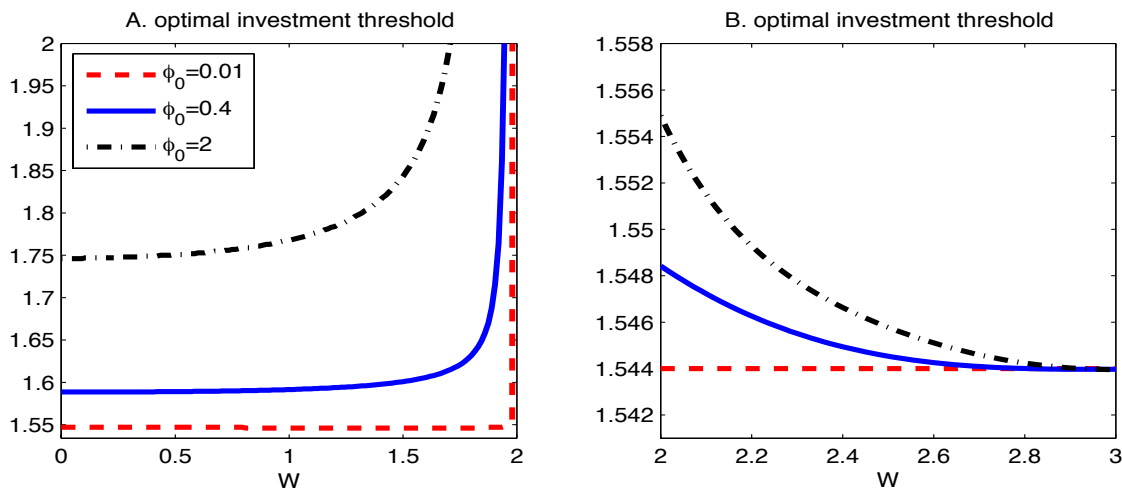 A. optimal investment threshold
2
1.95
1.9
1.85
1.8
1.75
1.7
1.65
1.6
1.55
ϕ₀=0.01
ϕ₀=0.4
ϕ₀=2
0 0.5 1 1.5 2
W
B. optimal investment threshold
1.558
1.556
1.554
1.552
1.55
1.548
1.546
1.544
1.542
2 2.2 2.4 2.6 2.8 3
W